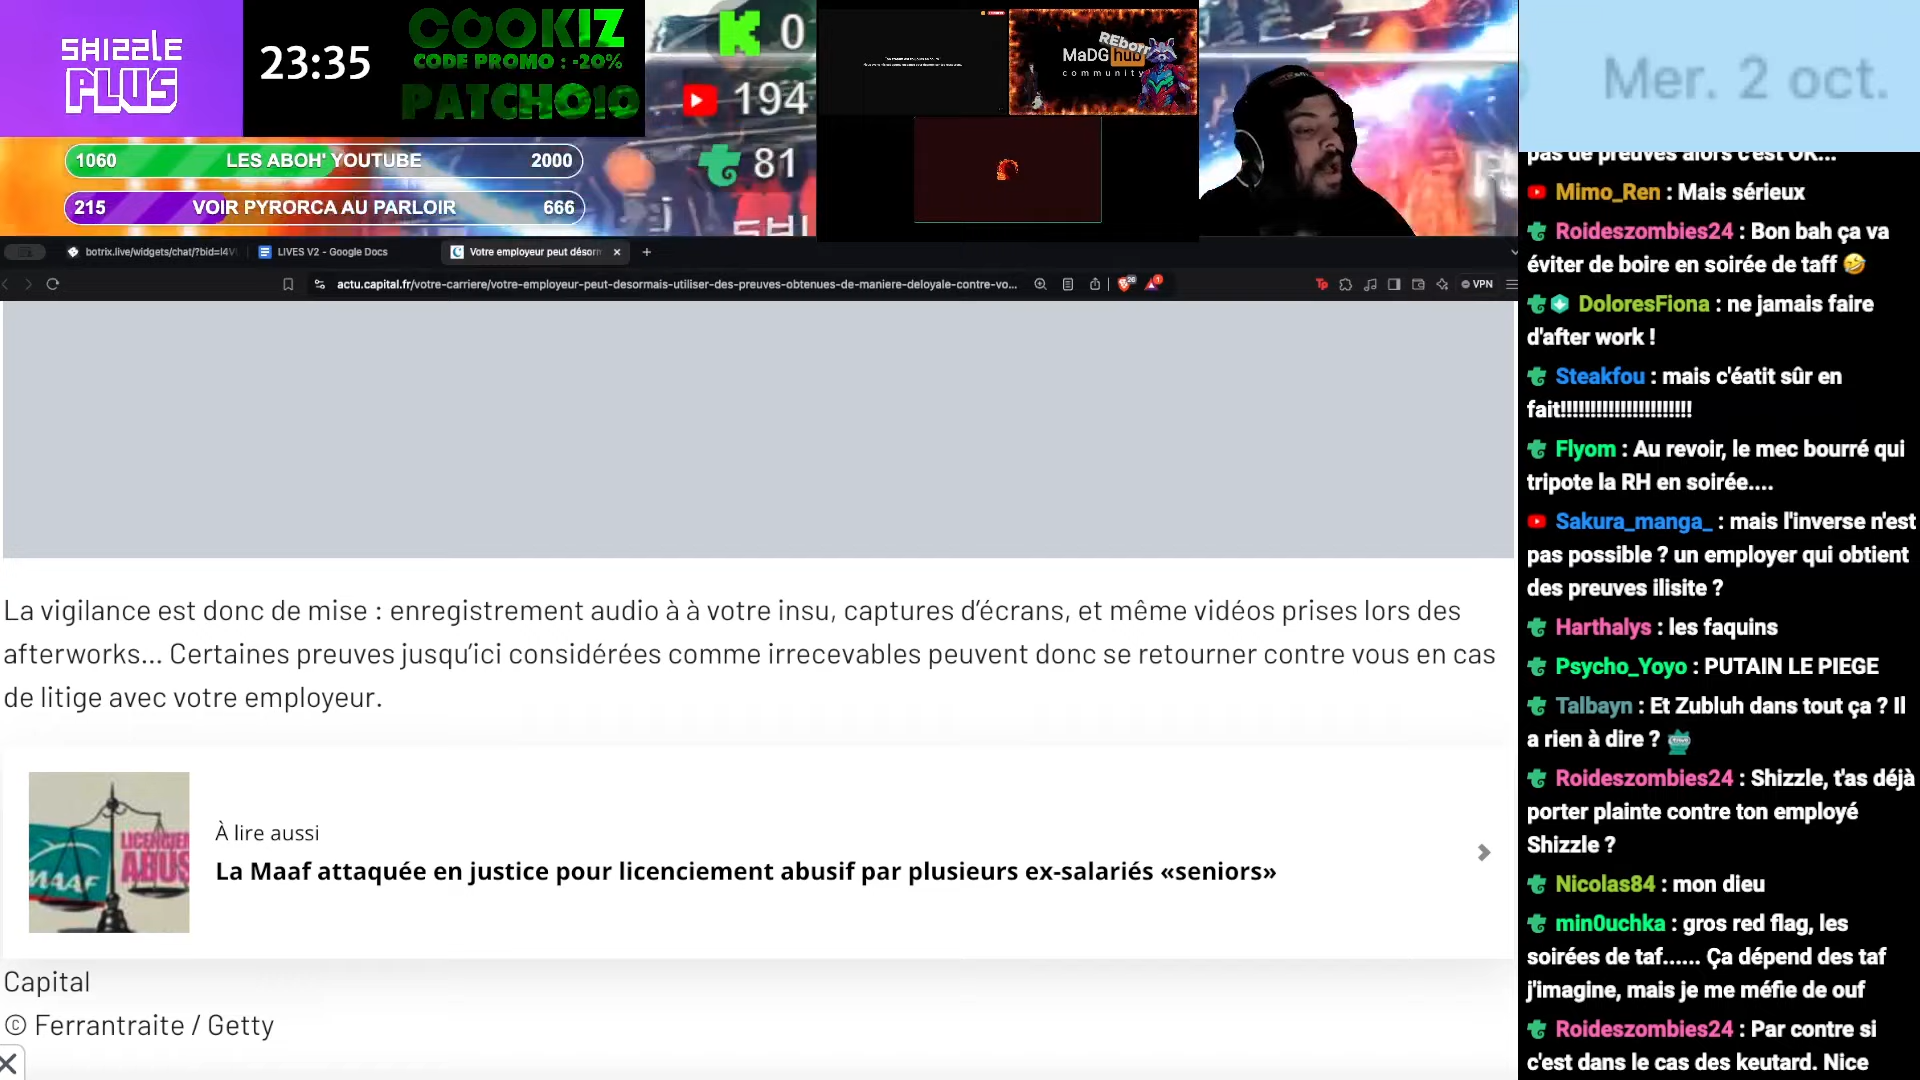 SHIZZLE
PLUS
23:35
COOKIZ
CODE PROMO : -20%
PATCHO10
0
194
81
1060 LES ABOH' YOUTUBE 2000
215 VOIR PYRORCA AU PARLOIR 666
REborn
MaDG hub
community
Mer. 2 oct.
botrix.live/widgets/chat/?bid=I4V
LIVES V2 - Google Docs
Votre employeur peut désorm
actu.capital.fr/votre-carriere/votre-employeur-peut-desormais-utiliser-des-preuves-obtenues-de-maniere-deloyale-contre-vo...
VPN
La vigilance est donc de mise : enregistrement audio à à votre insu, captures d’écrans, et même vidéos prises lors des
afterworks… Certaines preuves jusqu’ici considérées comme irrecevables peuvent donc se retourner contre vous en cas
de litige avec votre employeur.
MAAF
LICENCIEM
ABUS
À lire aussi
La Maaf attaquée en justice pour licenciement abusif par plusieurs ex-salariés «seniors»
Capital
© Ferrantraite / Getty
pas de preuves alors c'est OK...
Mimo_Ren : Mais sérieux
Roideszombies24 : Bon bah ça va
éviter de boire en soirée de taff 🤣
DoloresFiona : ne jamais faire
d'after work !
Steakfou : mais c'éatit sûr en
fait!!!!!!!!!!!!!!!!!!!!!!!
Flyom : Au revoir, le mec bourré qui
tripote la RH en soirée....
Sakura_manga_ : mais l'inverse n'est
pas possible ? un employer qui obtient
des preuves ilisite ?
Harthalys : les faquins
Psycho_Yoyo : PUTAIN LE PIEGE
Talbayn : Et Zubluh dans tout ça ? Il
a rien à dire ?
Roideszombies24 : Shizzle, t'as déjà
porter plainte contre ton employé
Shizzle ?
Nicolas84 : mon dieu
min0uchka : gros red flag, les
soirées de taf...... Ça dépend des taf
j'imagine, mais je me méfie de ouf
Roideszombies24 : Par contre si
c'est dans le cas des keutard. Nice